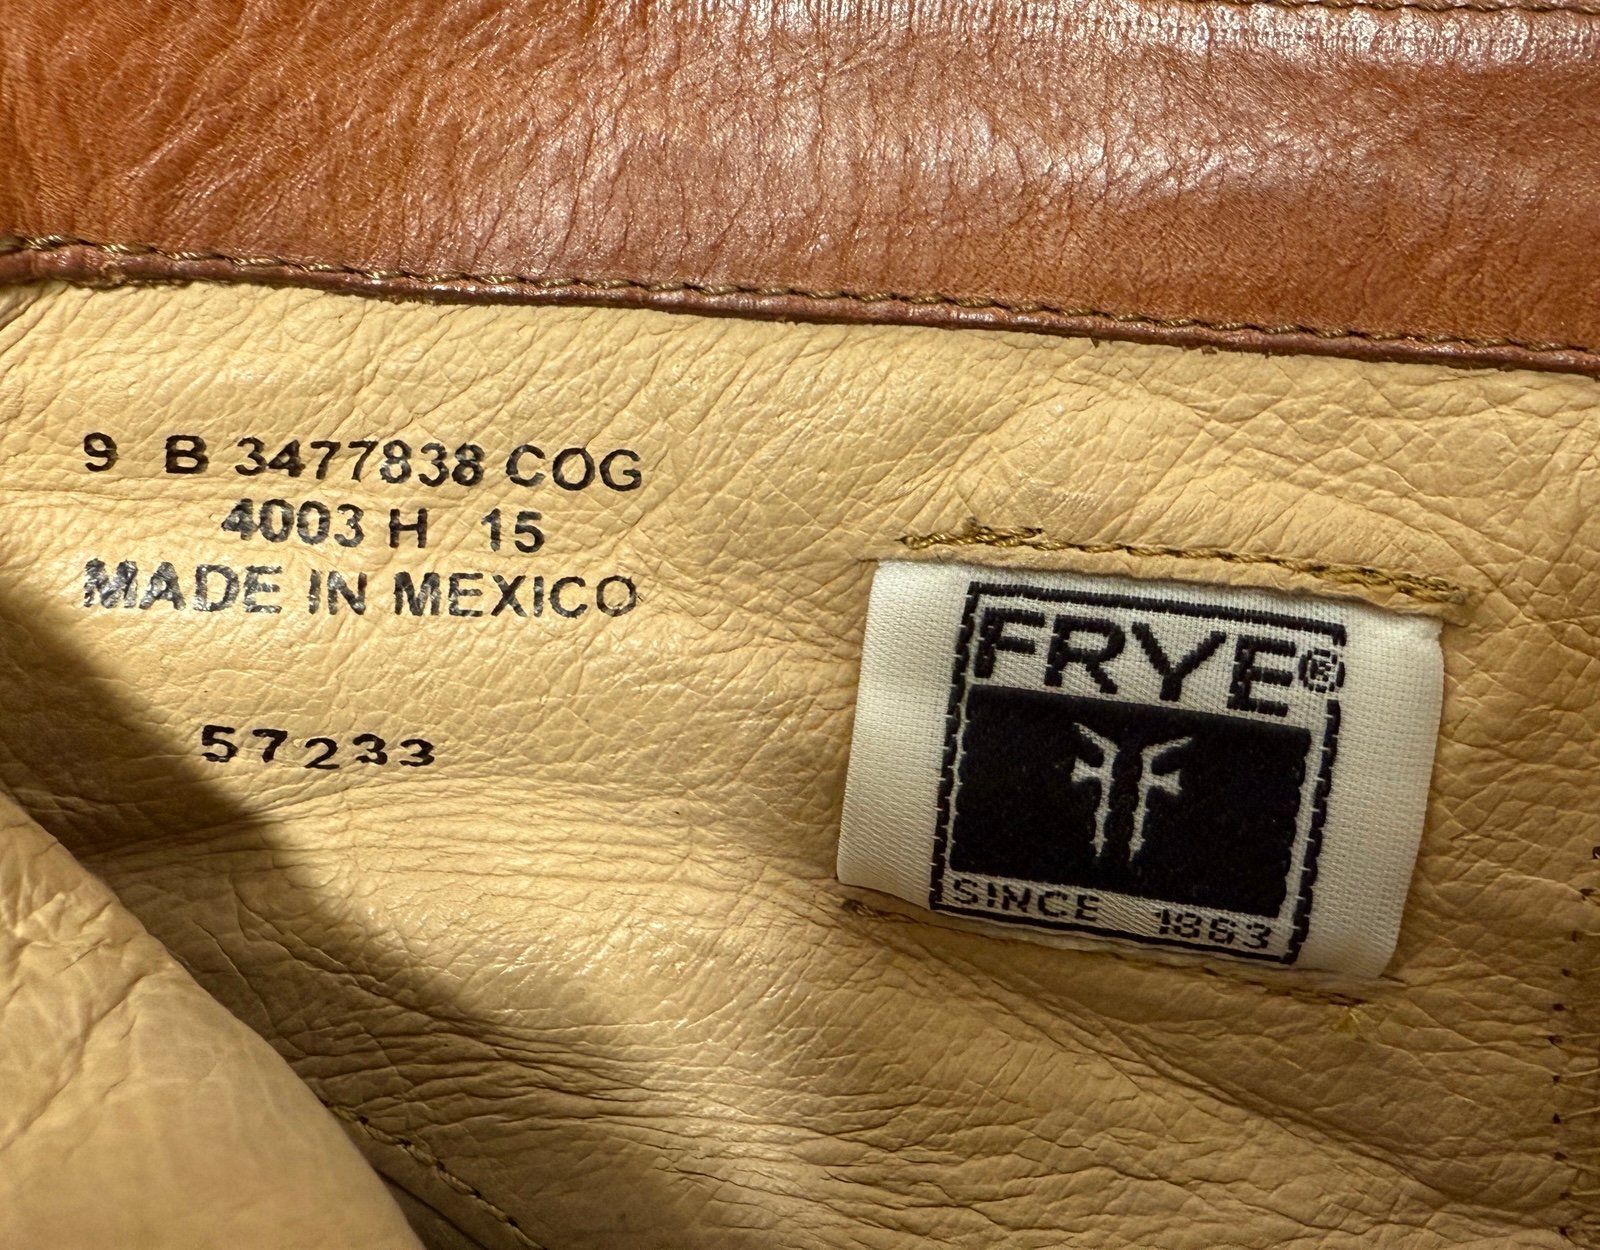 9 B 3477838 COG
4003 H 15
MADE IN MEXICO
57233
FRYE®
SINCE 1863